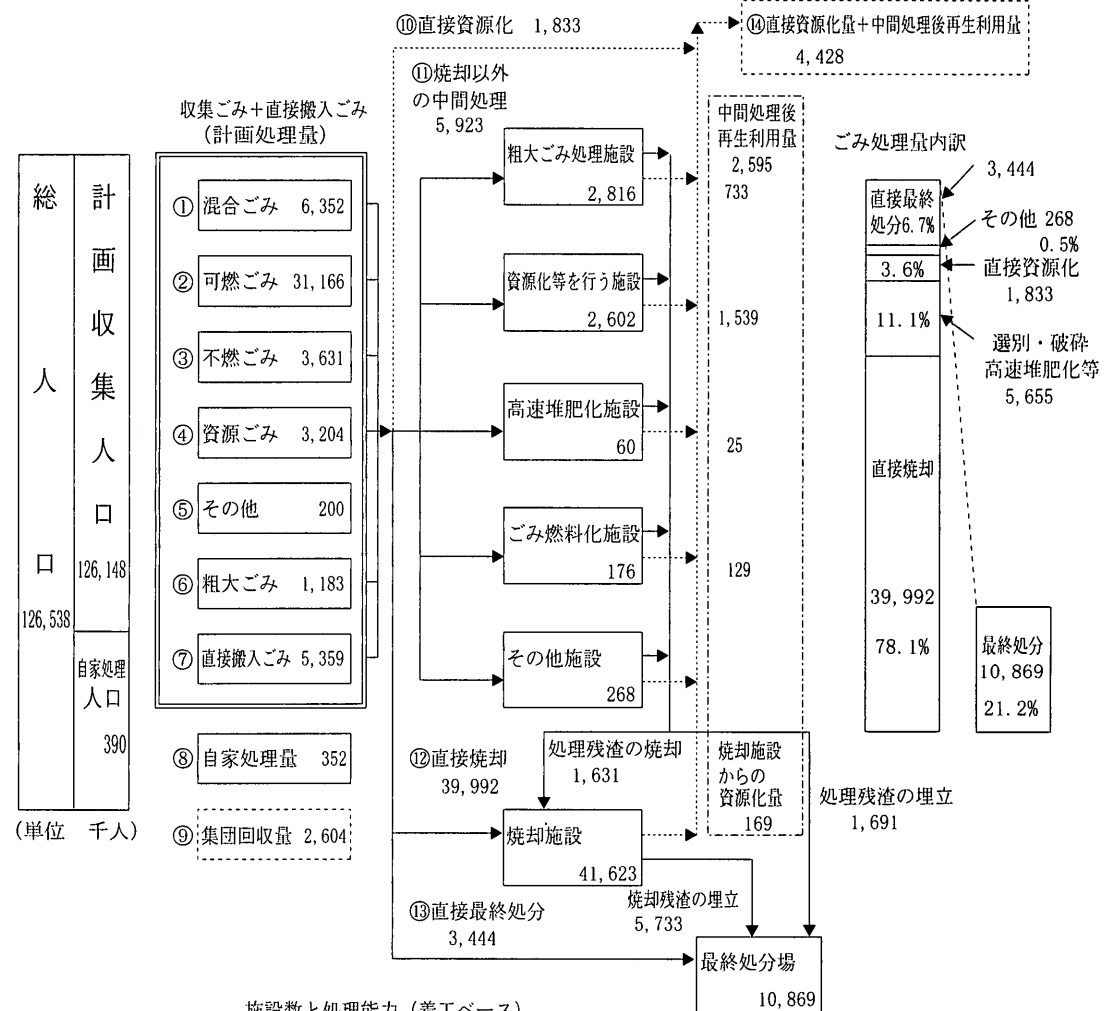 ⑩直接資源化 1,833
⑭直接資源化量＋中間処理後再生利用量
4,428
⑪焼却以外
の中間処理
5,923
収集ごみ＋直接搬入ごみ
(計画処理量)
総人口
126,538
計画収集人口
126,148
自家処理
人口
390
(単位 千人)
① 混合ごみ 6,352
② 可燃ごみ 31,166
③ 不燃ごみ 3,631
④ 資源ごみ 3,204
⑤ その他 200
⑥ 粗大ごみ 1,183
⑦ 直接搬入ごみ 5,359
⑧ 自家処理量 352
⑨ 集団回収量 2,604
粗大ごみ処理施設
2,816
資源化等を行う施設
2,602
高速堆肥化施設
60
ごみ燃料化施設
176
その他施設
268
中間処理後
再生利用量
2,595
733
1,539
25
129
焼却施設
からの
資源化量
169
⑫直接焼却
39,992
処理残渣の焼却
1,631
焼却施設
41,623
処理残渣の埋立
1,691
焼却残渣の埋立
5,733
⑬直接最終処分
3,444
最終処分場
10,869
ごみ処理量内訳
3,444
直接最終
処分6.7%
その他 268
0.5%
3.6%
直接資源化
1,833
11.1%
選別・破砕
高速堆肥化等
5,655
直接焼却
39,992
78.1%
最終処分
10,869
21.2%
施設数と処理能力（着工ベース）